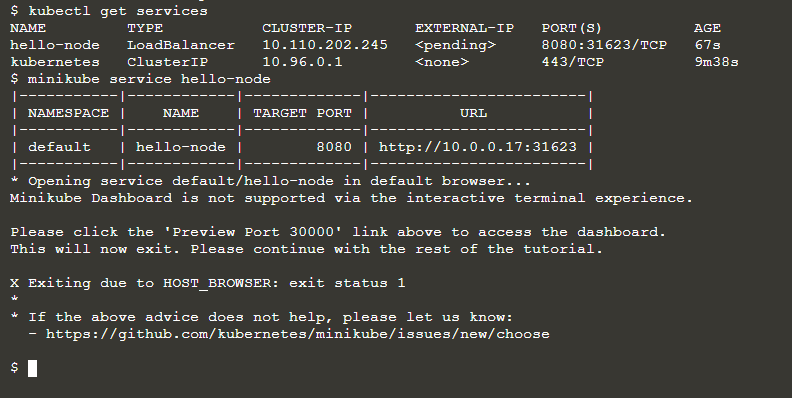 $ kubectl get services
NAME         TYPE           CLUSTER-IP       EXTERNAL-IP   PORT(S)          AGE
hello-node   LoadBalancer   10.110.202.245   <pending>     8080:31623/TCP   67s
kubernetes   ClusterIP      10.96.0.1        <none>        443/TCP          9m38s
$ minikube service hello-node
|-----------|------------|-------------|------------------------|
| NAMESPACE |    NAME    | TARGET PORT |          URL           |
|-----------|------------|-------------|------------------------|
| default   | hello-node |        8080 | http://10.0.0.17:31623 |
|-----------|------------|-------------|------------------------|
* Opening service default/hello-node in default browser...
Minikube Dashboard is not supported via the interactive terminal experience.

Please click the 'Preview Port 30000' link above to access the dashboard.
This will now exit. Please continue with the rest of the tutorial.

X Exiting due to HOST_BROWSER: exit status 1
*
* If the above advice does not help, please let us know:
  - https://github.com/kubernetes/minikube/issues/new/choose

$